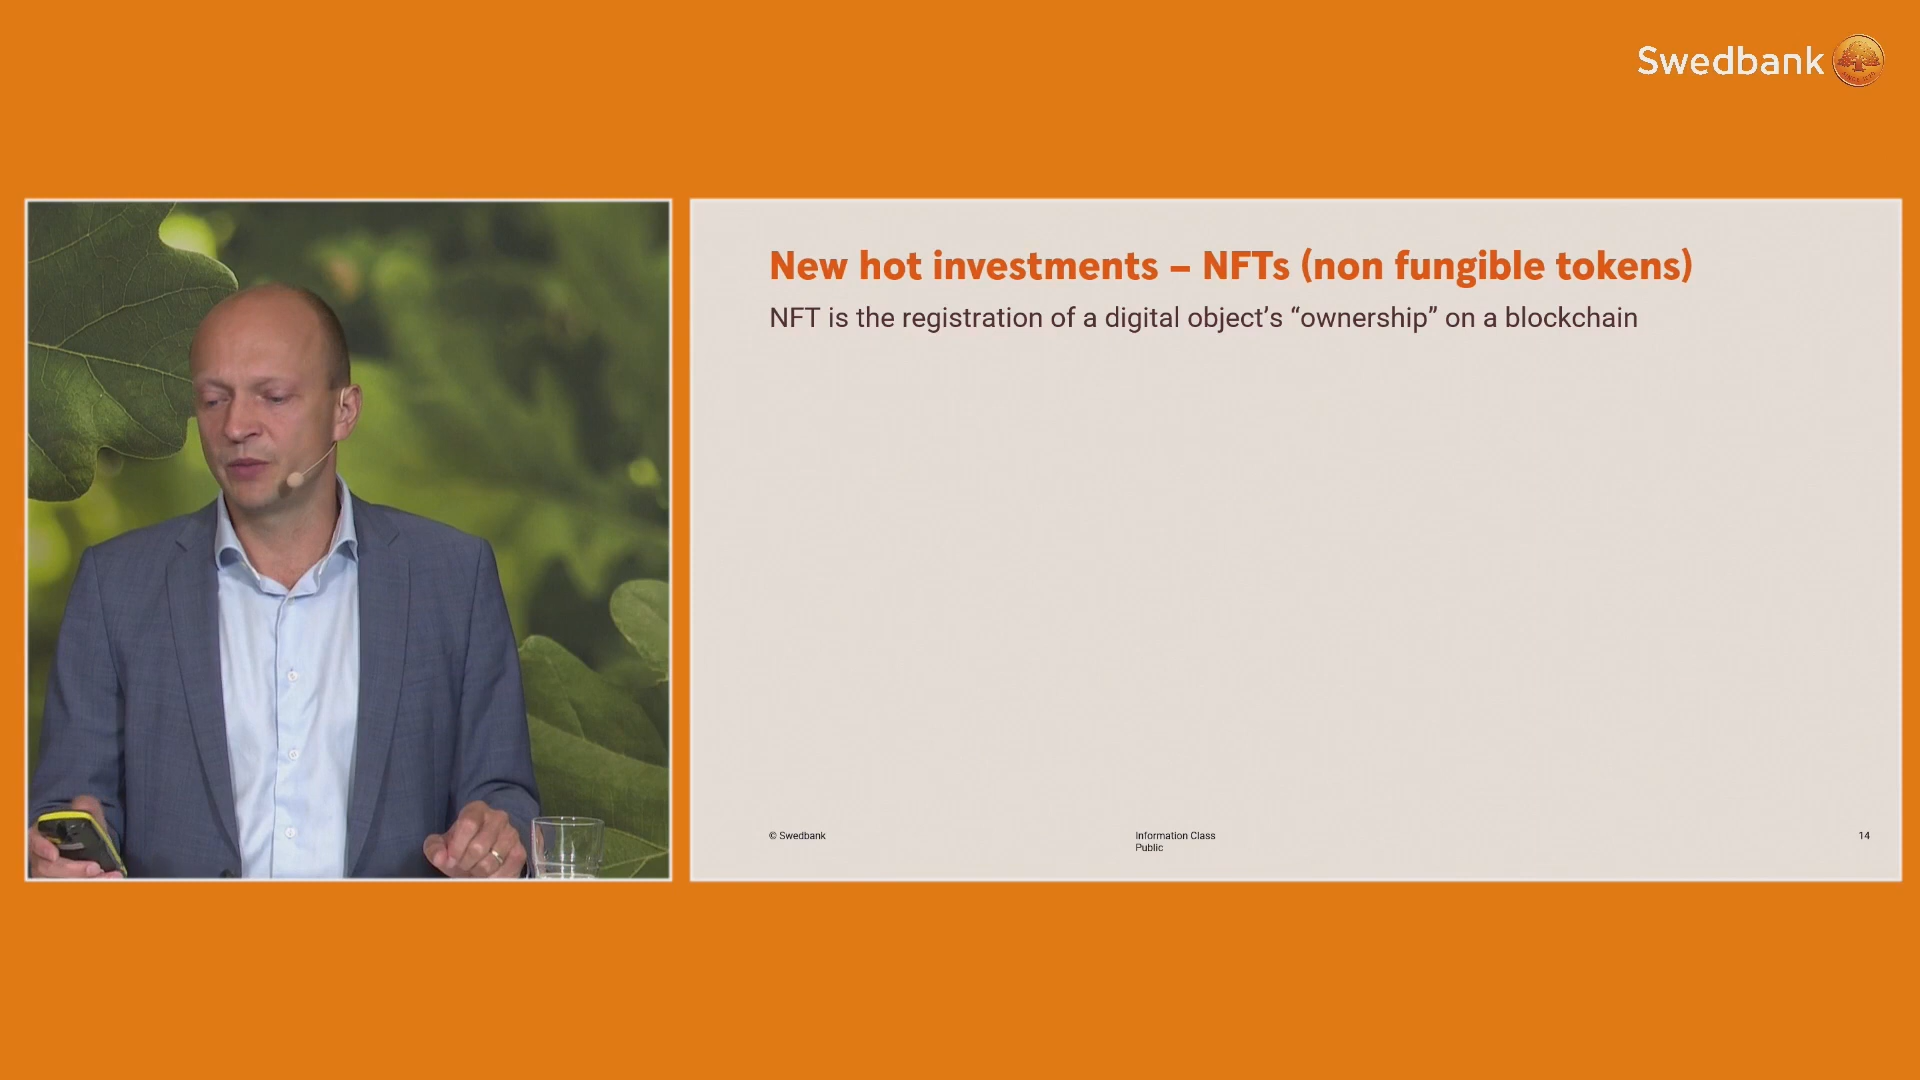 Swedbank
New hot investments – NFTs (non fungible tokens)
NFT is the registration of a digital object’s “ownership” on a blockchain
© Swedbank
Information Class
Public
14